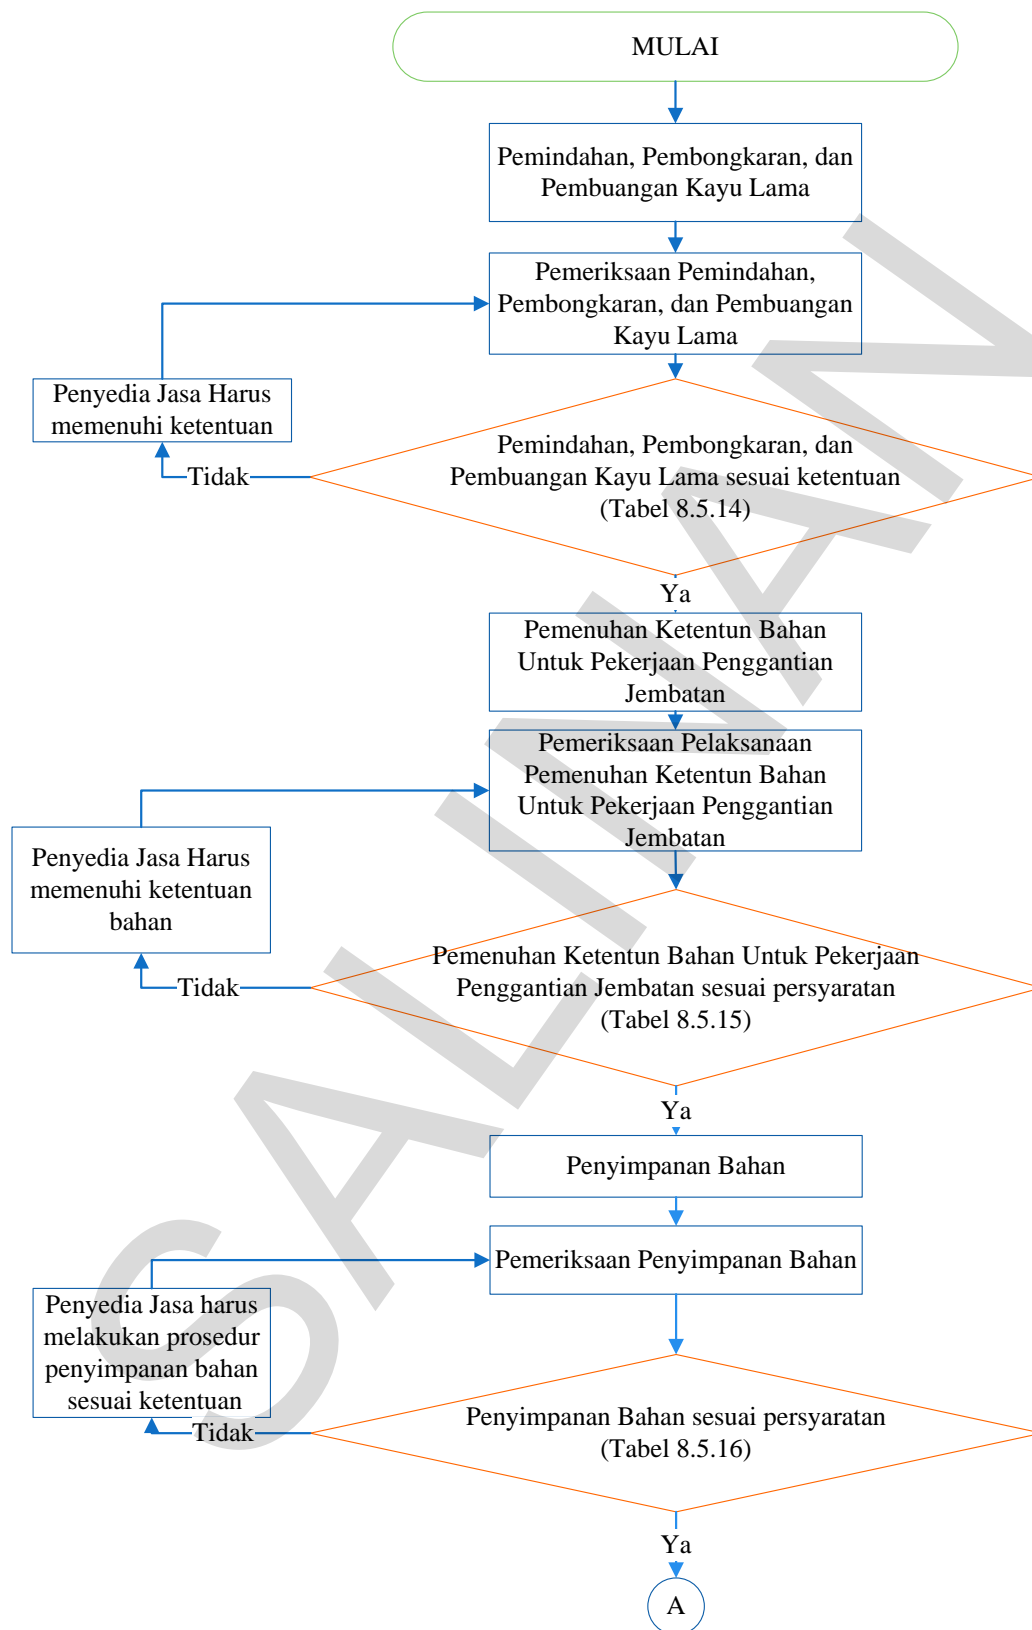 MULAI
Pemindahan, Pembongkaran, dan
Pembuangan Kayu Lama
Pemeriksaan Pemindahan,
Pembongkaran, dan Pembuangan
Kayu Lama
Penyedia Jasa Harus
memenuhi ketentuan
Pemindahan, Pembongkaran, dan
Pembuangan Kayu Lama sesuai ketentuan
(Tabel 8.5.14)
Tidak
Ya
Pemenuhan Ketentun Bahan
Untuk Pekerjaan Penggantian
Jembatan
Pemeriksaan Pelaksanaan
Pemenuhan Ketentun Bahan
Untuk Pekerjaan Penggantian
Jembatan
Penyedia Jasa Harus
memenuhi ketentuan
bahan
Pemenuhan Ketentun Bahan Untuk Pekerjaan
Penggantian Jembatan sesuai persyaratan
(Tabel 8.5.15)
Tidak
Ya
Penyimpanan Bahan
Pemeriksaan Penyimpanan Bahan
Penyedia Jasa harus
melakukan prosedur
penyimpanan bahan
sesuai ketentuan
Penyimpanan Bahan sesuai persyaratan
(Tabel 8.5.16)
Tidak
Ya
A
SALINAN